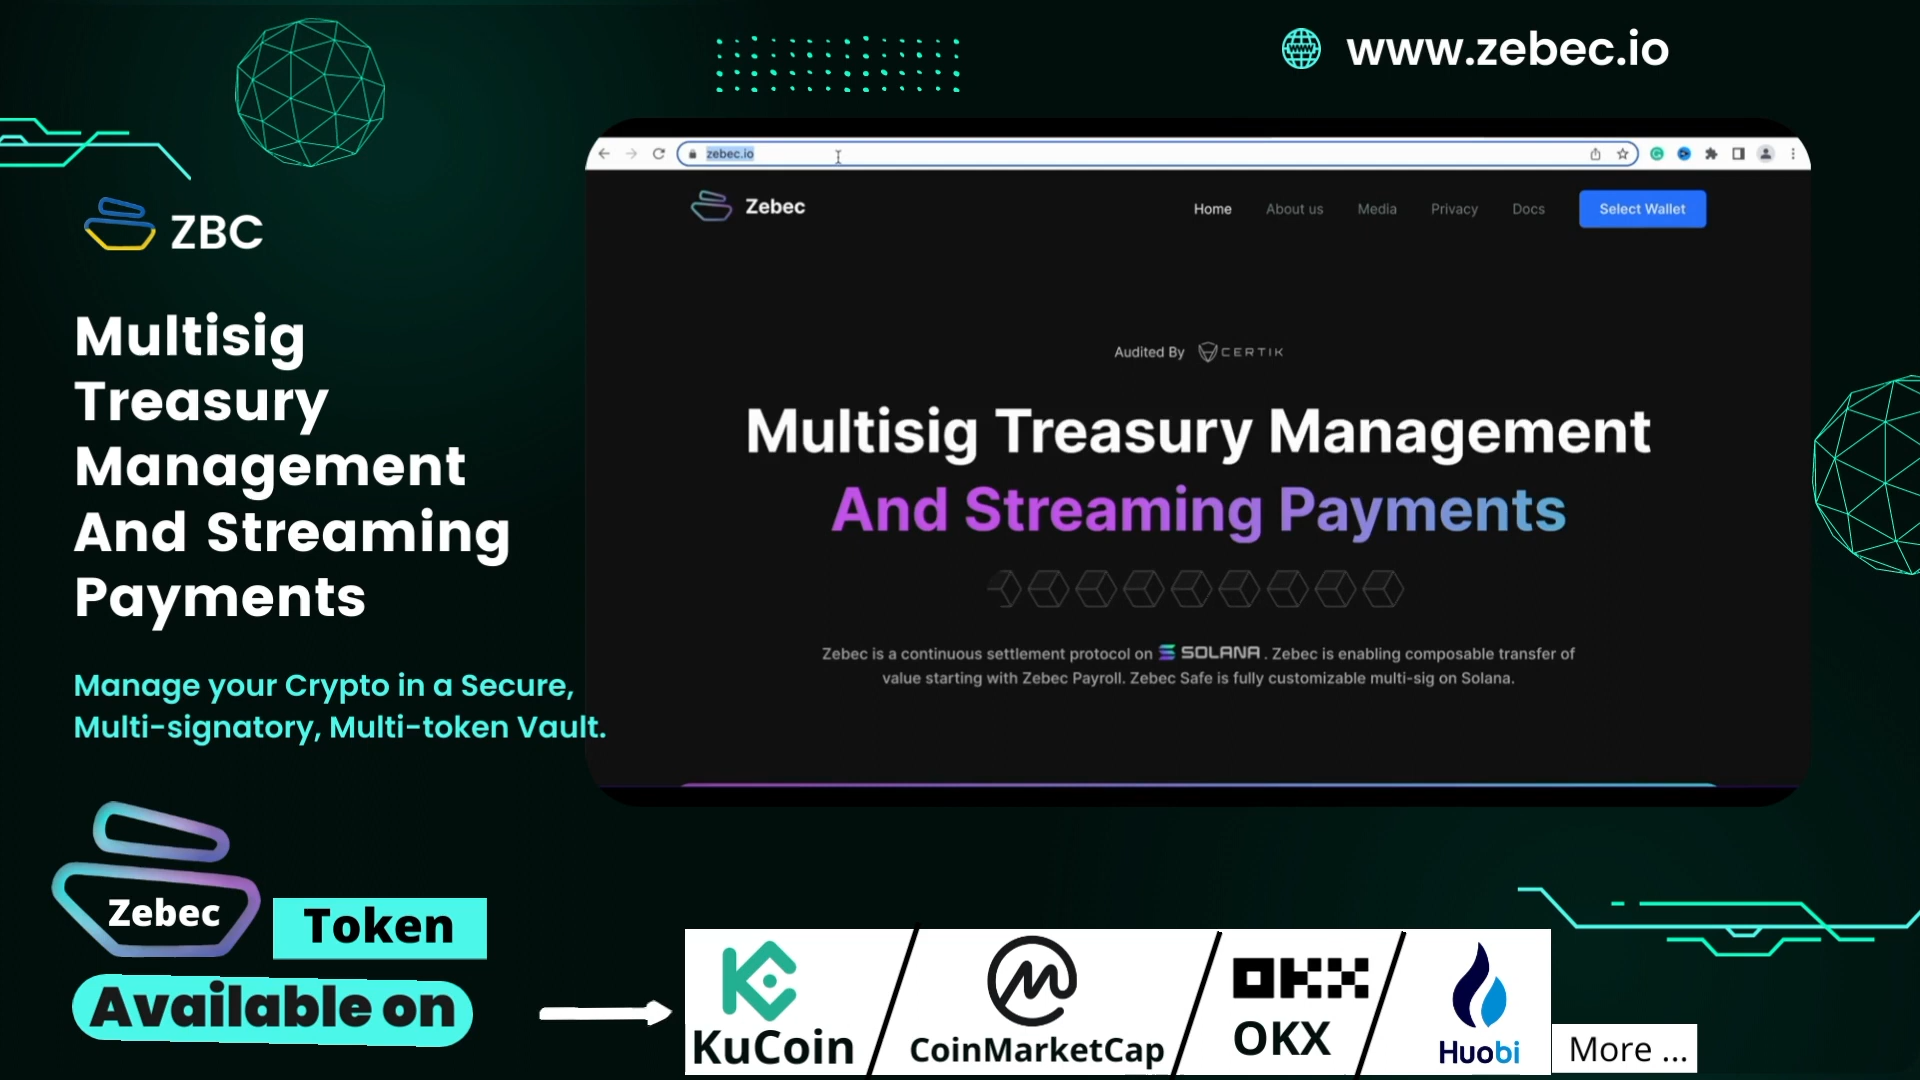 www.zebec.io
zebec.io
Zebec
Home About us Media Privacy Docs Select Wallet
ZBC
Multisig
Treasury
Management
And Streaming
Payments
Manage your Crypto in a Secure,
Multi-signatory, Multi-token Vault.
Audited By CERTIK
Multisig Treasury Management
And Streaming Payments
Zebec is a continuous settlement protocol on SOLANA . Zebec is enabling composable transfer of
value starting with Zebec Payroll. Zebec Safe is fully customizable multi-sig on Solana.
Zebec
Token
Available on
KuCoin
CoinMarketCap
OKX
OKX
Huobi
More ...